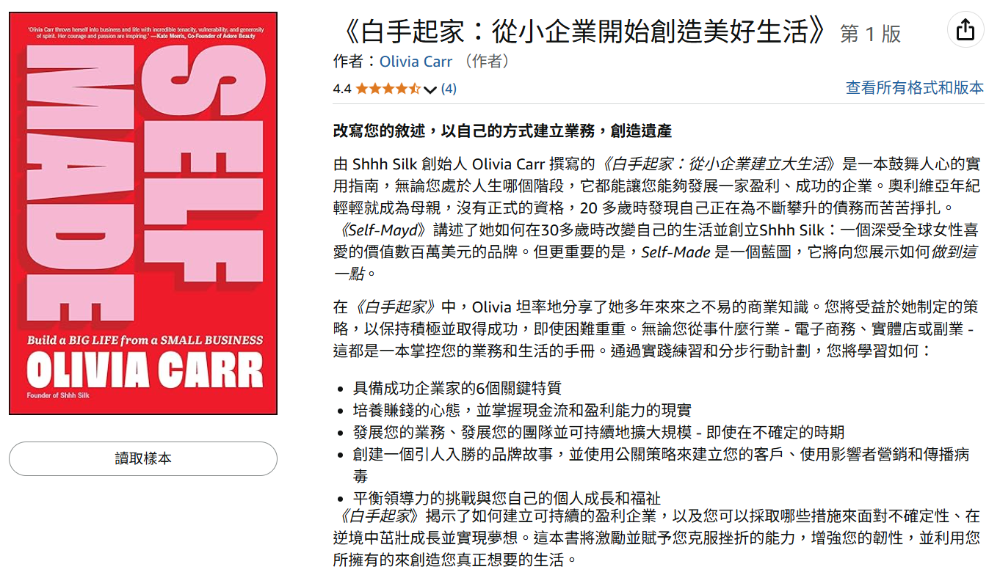 'Olivia Carr throws herself into business and life with incredible tenacity, vulnerability, and generosity
of spirit. Her courage and passion are inspiring.' —Kate Morris, Co-Founder of Adore Beauty
SELF
MADE
Build a BIG LIFE from a SMALL BUSINESS
OLIVIA CARR
Founder of Shhh Silk
讀取樣本
《白手起家：從小企業開始創造美好生活》 第 1 版
作者：Olivia Carr （作者）
4.4 (4)
查看所有格式和版本
改寫您的敘述，以自己的方式建立業務，創造遺產
由 Shhh Silk 創始人 Olivia Carr 撰寫的《白手起家：從小企業建立大生活》是一本鼓舞人心的實
用指南，無論您處於人生哪個階段，它都能讓您能夠發展一家盈利、成功的企業。奧利維亞年紀
輕輕就成為母親，沒有正式的資格，20 多歲時發現自己正在為不斷攀升的債務而苦苦掙扎。
《Self-Mayd》講述了她如何在30多歲時改變自己的生活並創立Shhh Silk：一個深受全球女性喜
愛的價值數百萬美元的品牌。但更重要的是，Self-Made 是一個藍圖，它將向您展示如何做到這
一點。
在《白手起家》中，Olivia 坦率地分享了她多年來來之不易的商業知識。您將受益於她制定的策
略，以保持積極並取得成功，即使困難重重。無論您從事什麼行業 - 電子商務、實體店或副業 -
這都是一本掌控您的業務和生活的手冊。通過實踐練習和分步行動計劃，您將學習如何：
• 具備成功企業家的6個關鍵特質
• 培養賺錢的心態，並掌握現金流和盈利能力的現實
• 發展您的業務、發展您的團隊並可持續地擴大規模 - 即使在不確定的時期
• 創建一個引人入勝的品牌故事，並使用公關策略來建立您的客戶、使用影響者營銷和傳播病
毒
• 平衡領導力的挑戰與您自己的個人成長和福祉
《白手起家》揭示了如何建立可持續的盈利企業，以及您可以採取哪些措施來面對不確定性、在
逆境中茁壯成長並實現夢想。這本書將激勵並賦予您克服挫折的能力，增強您的韌性，並利用您
所擁有的來創造您真正想要的生活。